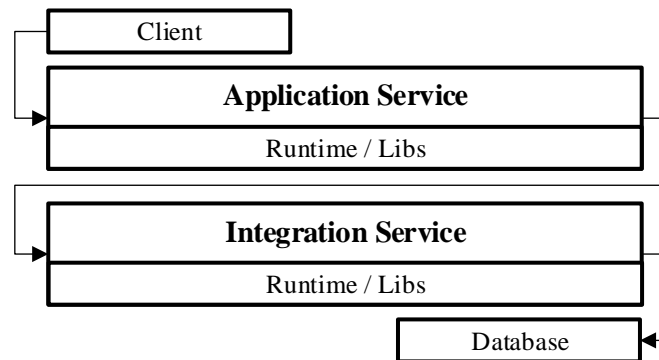 Client
Application Service
Runtime / Libs
Integration Service
Runtime / Libs
Database